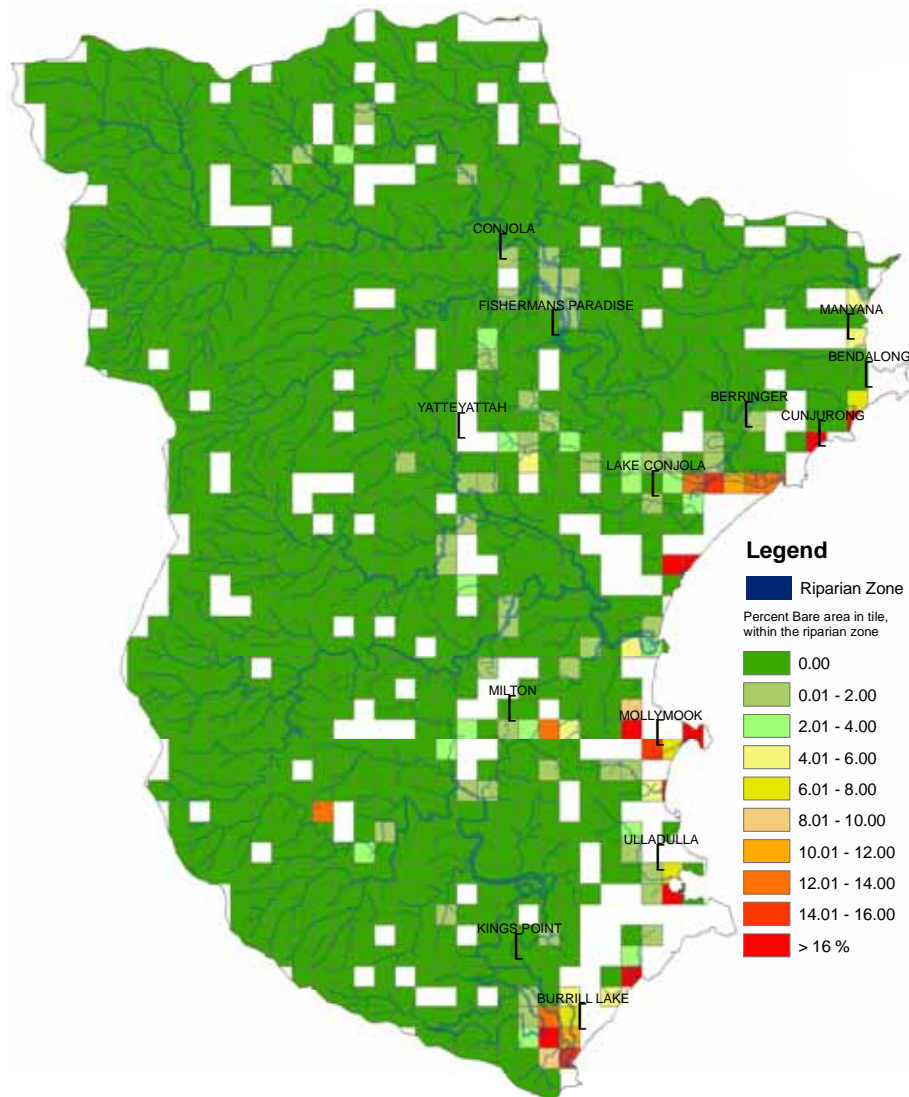 CONJOLA
FISHERMANS PARADISE
MANYANA
BENDALONG
BERRINGER
YATTEYATTAH
CUNJURONG
LAKE CONJOLA
MILTON
MOLLYMOOK
ULLADULLA
KINGS POINT
BURRILL LAKE
Legend
Riparian Zone
Percent Bare area in tile,
within the riparian zone
0.00
0.01 - 2.00
2.01 - 4.00
4.01 - 6.00
6.01 - 8.00
8.01 - 10.00
10.01 - 12.00
12.01 - 14.00
14.01 - 16.00
> 16 %